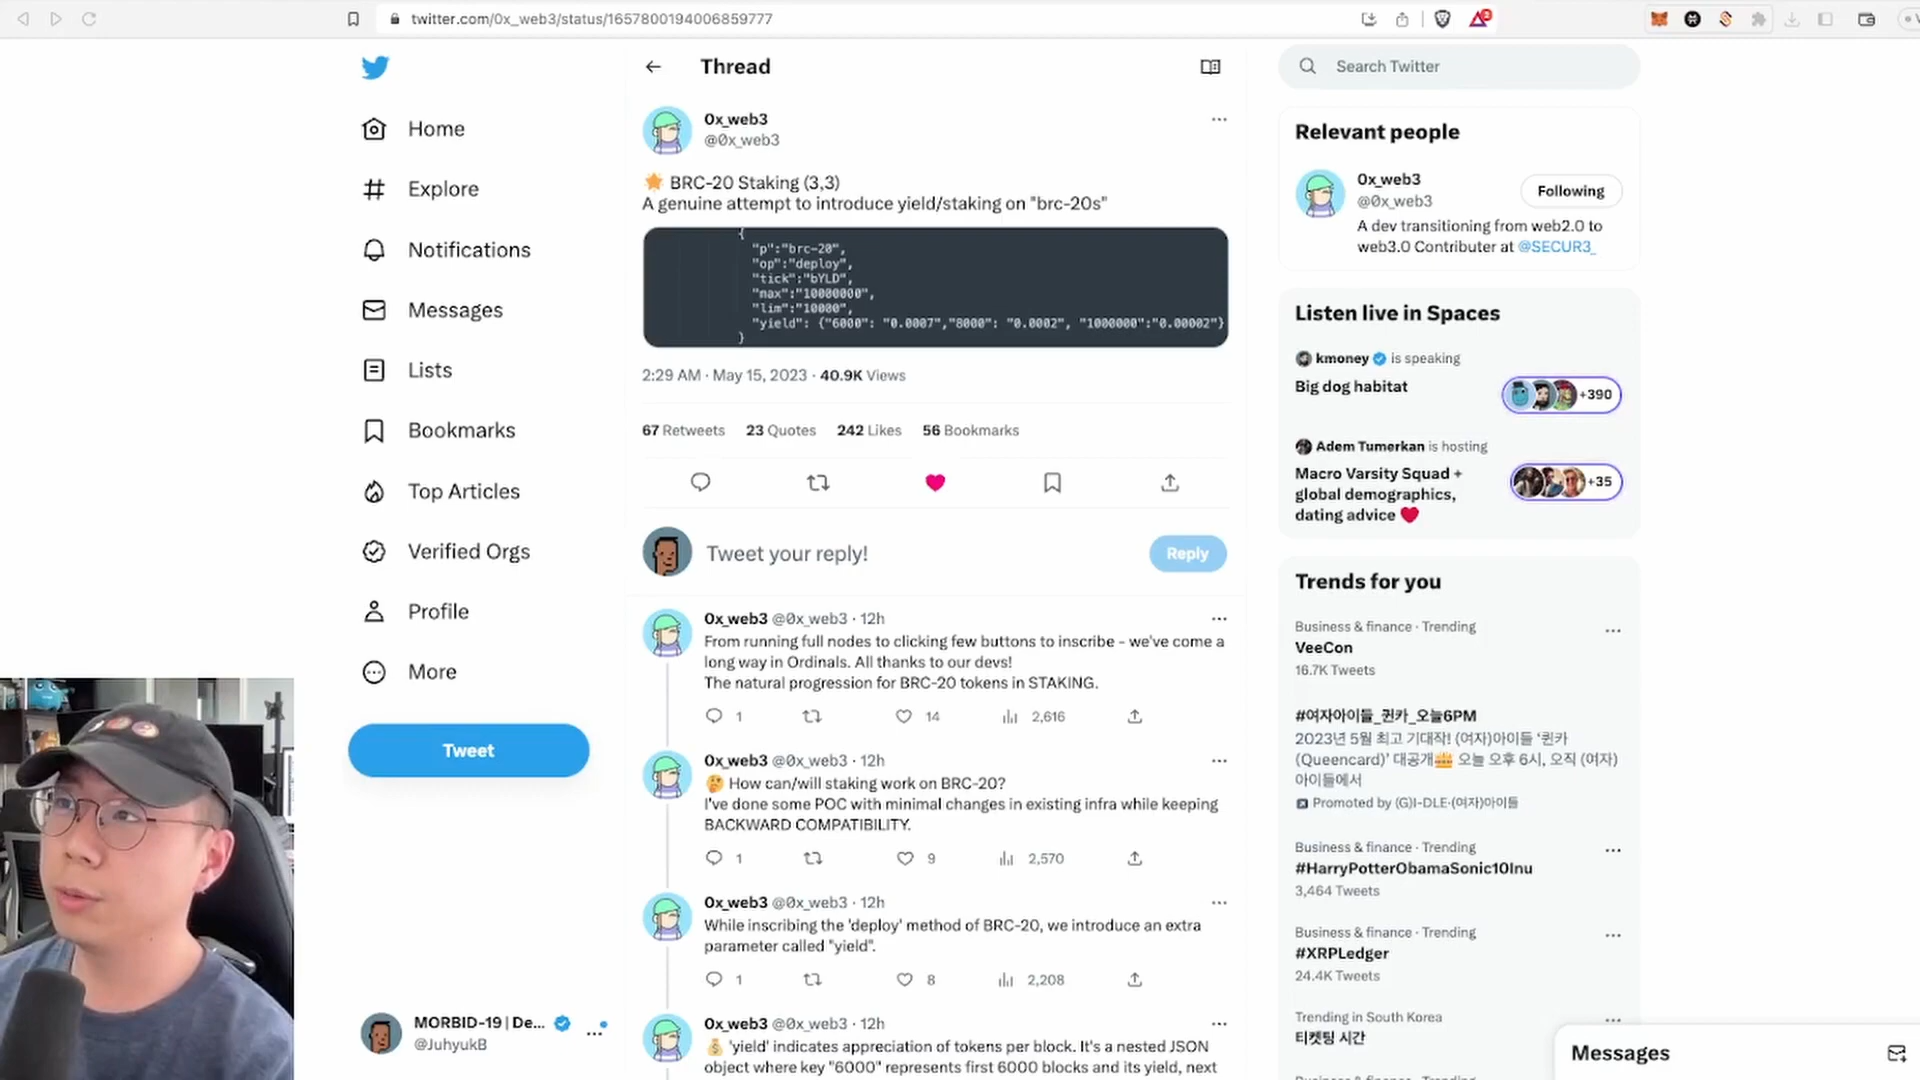 twitter.com/0x_web3/status/1657800194006859777
Home
Explore
Notifications
Messages
Lists
Bookmarks
Top Articles
Verified Orgs
Profile
More
Tweet
MORBID-19 | De...
@JuhyukB
Thread
0x_web3
@0x_web3
BRC-20 Staking (3,3)
A genuine attempt to introduce yield/staking on "brc-20s"
{
"p":"brc-20",
"op":"deploy",
"tick":"bYLD",
"max":"10000000",
"lim":"10000",
"yield": {"6000": "0.0007","8000": "0.0002", "1000000":"0.00002"}
}
2:29 AM · May 15, 2023 · 40.9K Views
67 Retweets 23 Quotes 242 Likes 56 Bookmarks
Tweet your reply!
Reply
0x_web3 @0x_web3 · 12h
From running full nodes to clicking few buttons to inscribe - we've come a
long way in Ordinals. All thanks to our devs!
The natural progression for BRC-20 tokens in STAKING.
1 14 2,616
0x_web3 @0x_web3 · 12h
How can/will staking work on BRC-20?
I've done some POC with minimal changes in existing infra while keeping
BACKWARD COMPATIBILITY.
1 9 2,570
0x_web3 @0x_web3 · 12h
While inscribing the 'deploy' method of BRC-20, we introduce an extra
parameter called "yield".
1 8 2,208
0x_web3 @0x_web3 · 12h
'yield' indicates appreciation of tokens per block. It's a nested JSON
object where key "6000" represents first 6000 blocks and its yield, next
Search Twitter
Relevant people
0x_web3
@0x_web3
Following
A dev transitioning from web2.0 to
web3.0 Contributer at @SECUR3_
Listen live in Spaces
kmoney is speaking
Big dog habitat
+390
Adem Tumerkan is hosting
Macro Varsity Squad +
global demographics,
dating advice
+35
Trends for you
Business & finance · Trending
VeeCon
16.7K Tweets
#여자아이들_퀸카_오늘6PM
2023년 5월 최고 기대작! (여자)아이들 '퀸카
(Queencard)' 대공개 오늘 오후 6시, 오직 (여자)
아이들에서
Promoted by (G)I-DLE·(여자)아이들
Business & finance · Trending
#HarryPotterObamaSonic10Inu
3,464 Tweets
Business & finance · Trending
#XRPLedger
24.4K Tweets
Trending in South Korea
티켓팅 시간
Messages